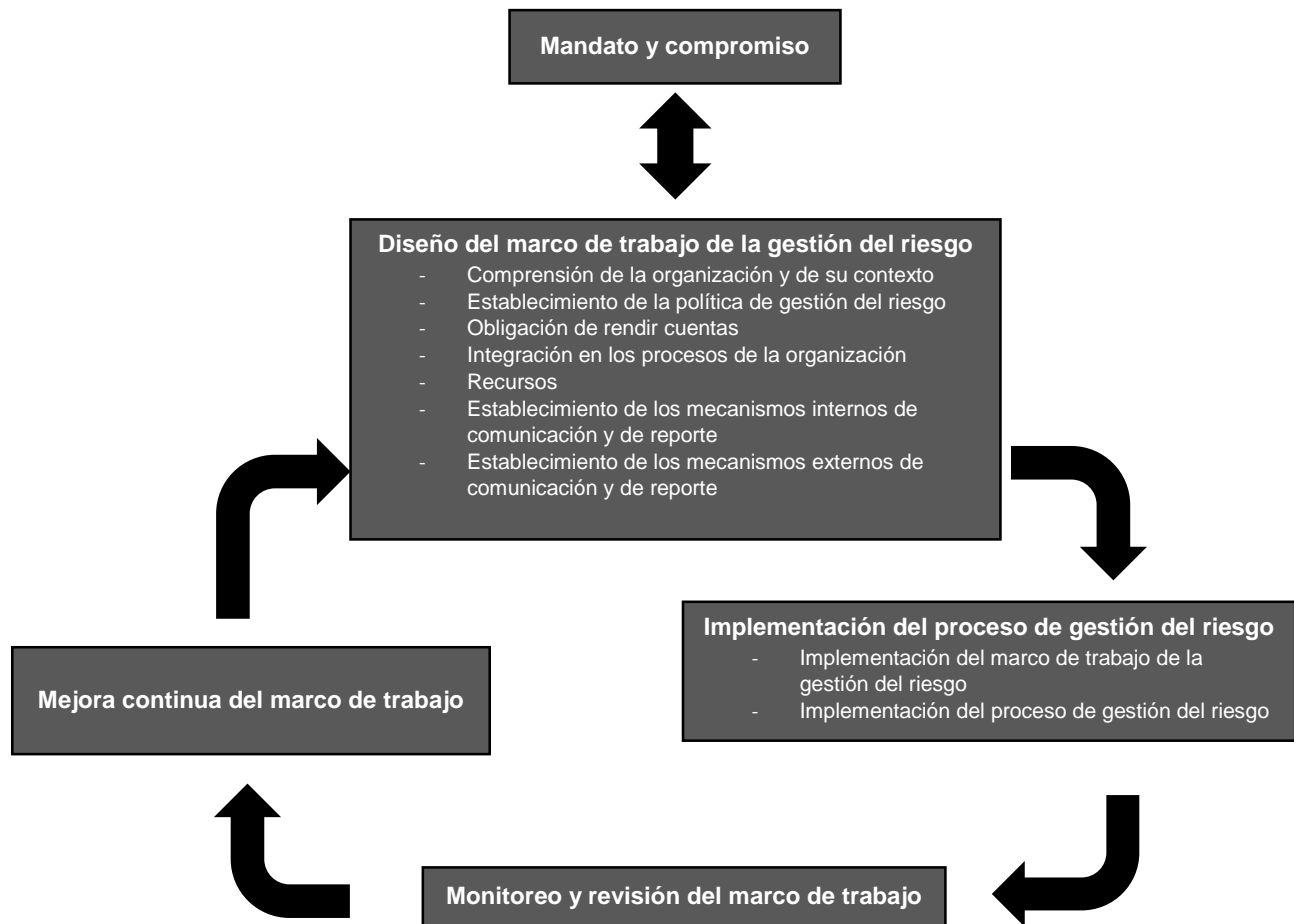 Mandato y compromiso
Diseño del marco de trabajo de la gestión del riesgo
- Comprensión de la organización y de su contexto
- Establecimiento de la política de gestión del riesgo
- Obligación de rendir cuentas
- Integración en los procesos de la organización
- Recursos
- Establecimiento de los mecanismos internos de
comunicación y de reporte
- Establecimiento de los mecanismos externos de
comunicación y de reporte
Implementación del proceso de gestión del riesgo
- Implementación del marco de trabajo de la
gestión del riesgo
- Implementación del proceso de gestión del riesgo
Mejora continua del marco de trabajo
Monitoreo y revisión del marco de trabajo